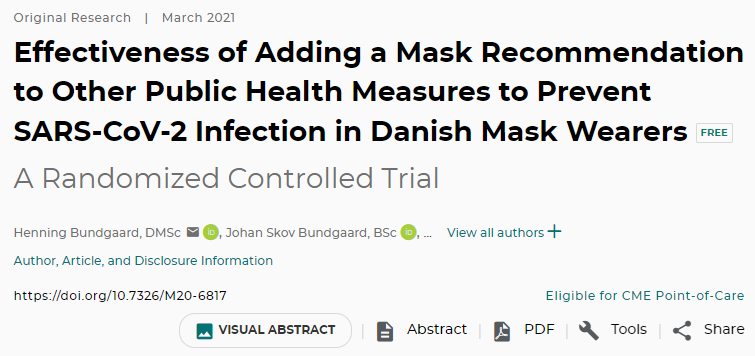 Original Research | March 2021
Effectiveness of Adding a Mask Recommendation
to Other Public Health Measures to Prevent
SARS-CoV-2 Infection in Danish Mask Wearers FREE
A Randomized Controlled Trial
Henning Bundgaard, DMSc iD, Johan Skov Bundgaard, BSc iD, ... View all authors +
Author, Article, and Disclosure Information
https://doi.org/10.7326/M20-6817 Eligible for CME Point-of-Care
VISUAL ABSTRACT | Abstract | PDF | Tools | Share